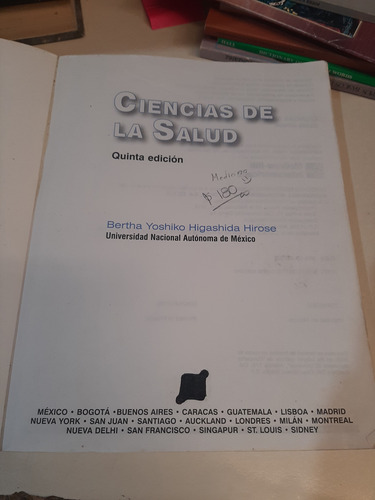 CIENCIAS DE
LA SALUD
Quinta edición
Medicina
$ 180
Bertha Yoshiko Higashida Hirose
Universidad Nacional Autónoma de México
MÉXICO • BOGOTÁ •BUENOS AIRES • CARACAS • GUATEMALA • LISBOA • MADRID
NUEVA YORK • SAN JUAN • SANTIAGO • AUCKLAND • LONDRES • MILÁN • MONTREAL
NUEVA DELHI • SAN FRANCISCO • SINGAPUR • ST. LOUIS • SIDNEY